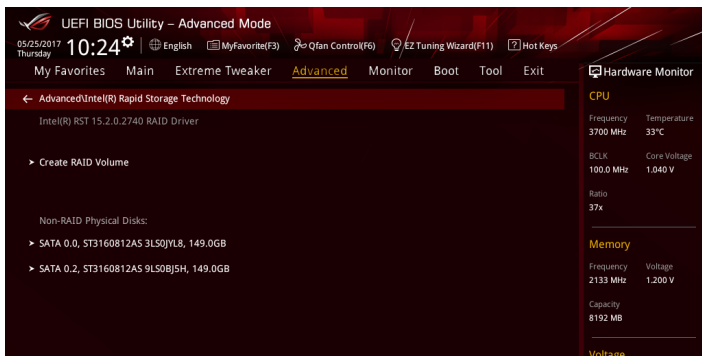 UEFI BIOS Utility – Advanced Mode
05/25/2017 Thursday 10:24 English MyFavorite(F3) Qfan Control(F6) EZ Tuning Wizard(F11) ? Hot Keys
My Favorites Main Extreme Tweaker Advanced Monitor Boot Tool Exit
Hardware Monitor
← Advanced\Intel(R) Rapid Storage Technology
Intel(R) RST 15.2.0.2740 RAID Driver
> Create RAID Volume
Non-RAID Physical Disks:
> SATA 0.0, ST3160812AS 3LS0JYL8, 149.0GB
> SATA 0.2, ST3160812AS 9LS0BJ5H, 149.0GB
CPU
Frequency Temperature
3700 MHz 33°C
BCLK Core Voltage
100.0 MHz 1.040 V
Ratio
37x
Memory
Frequency Voltage
2133 MHz 1.200 V
Capacity
8192 MB
Voltage